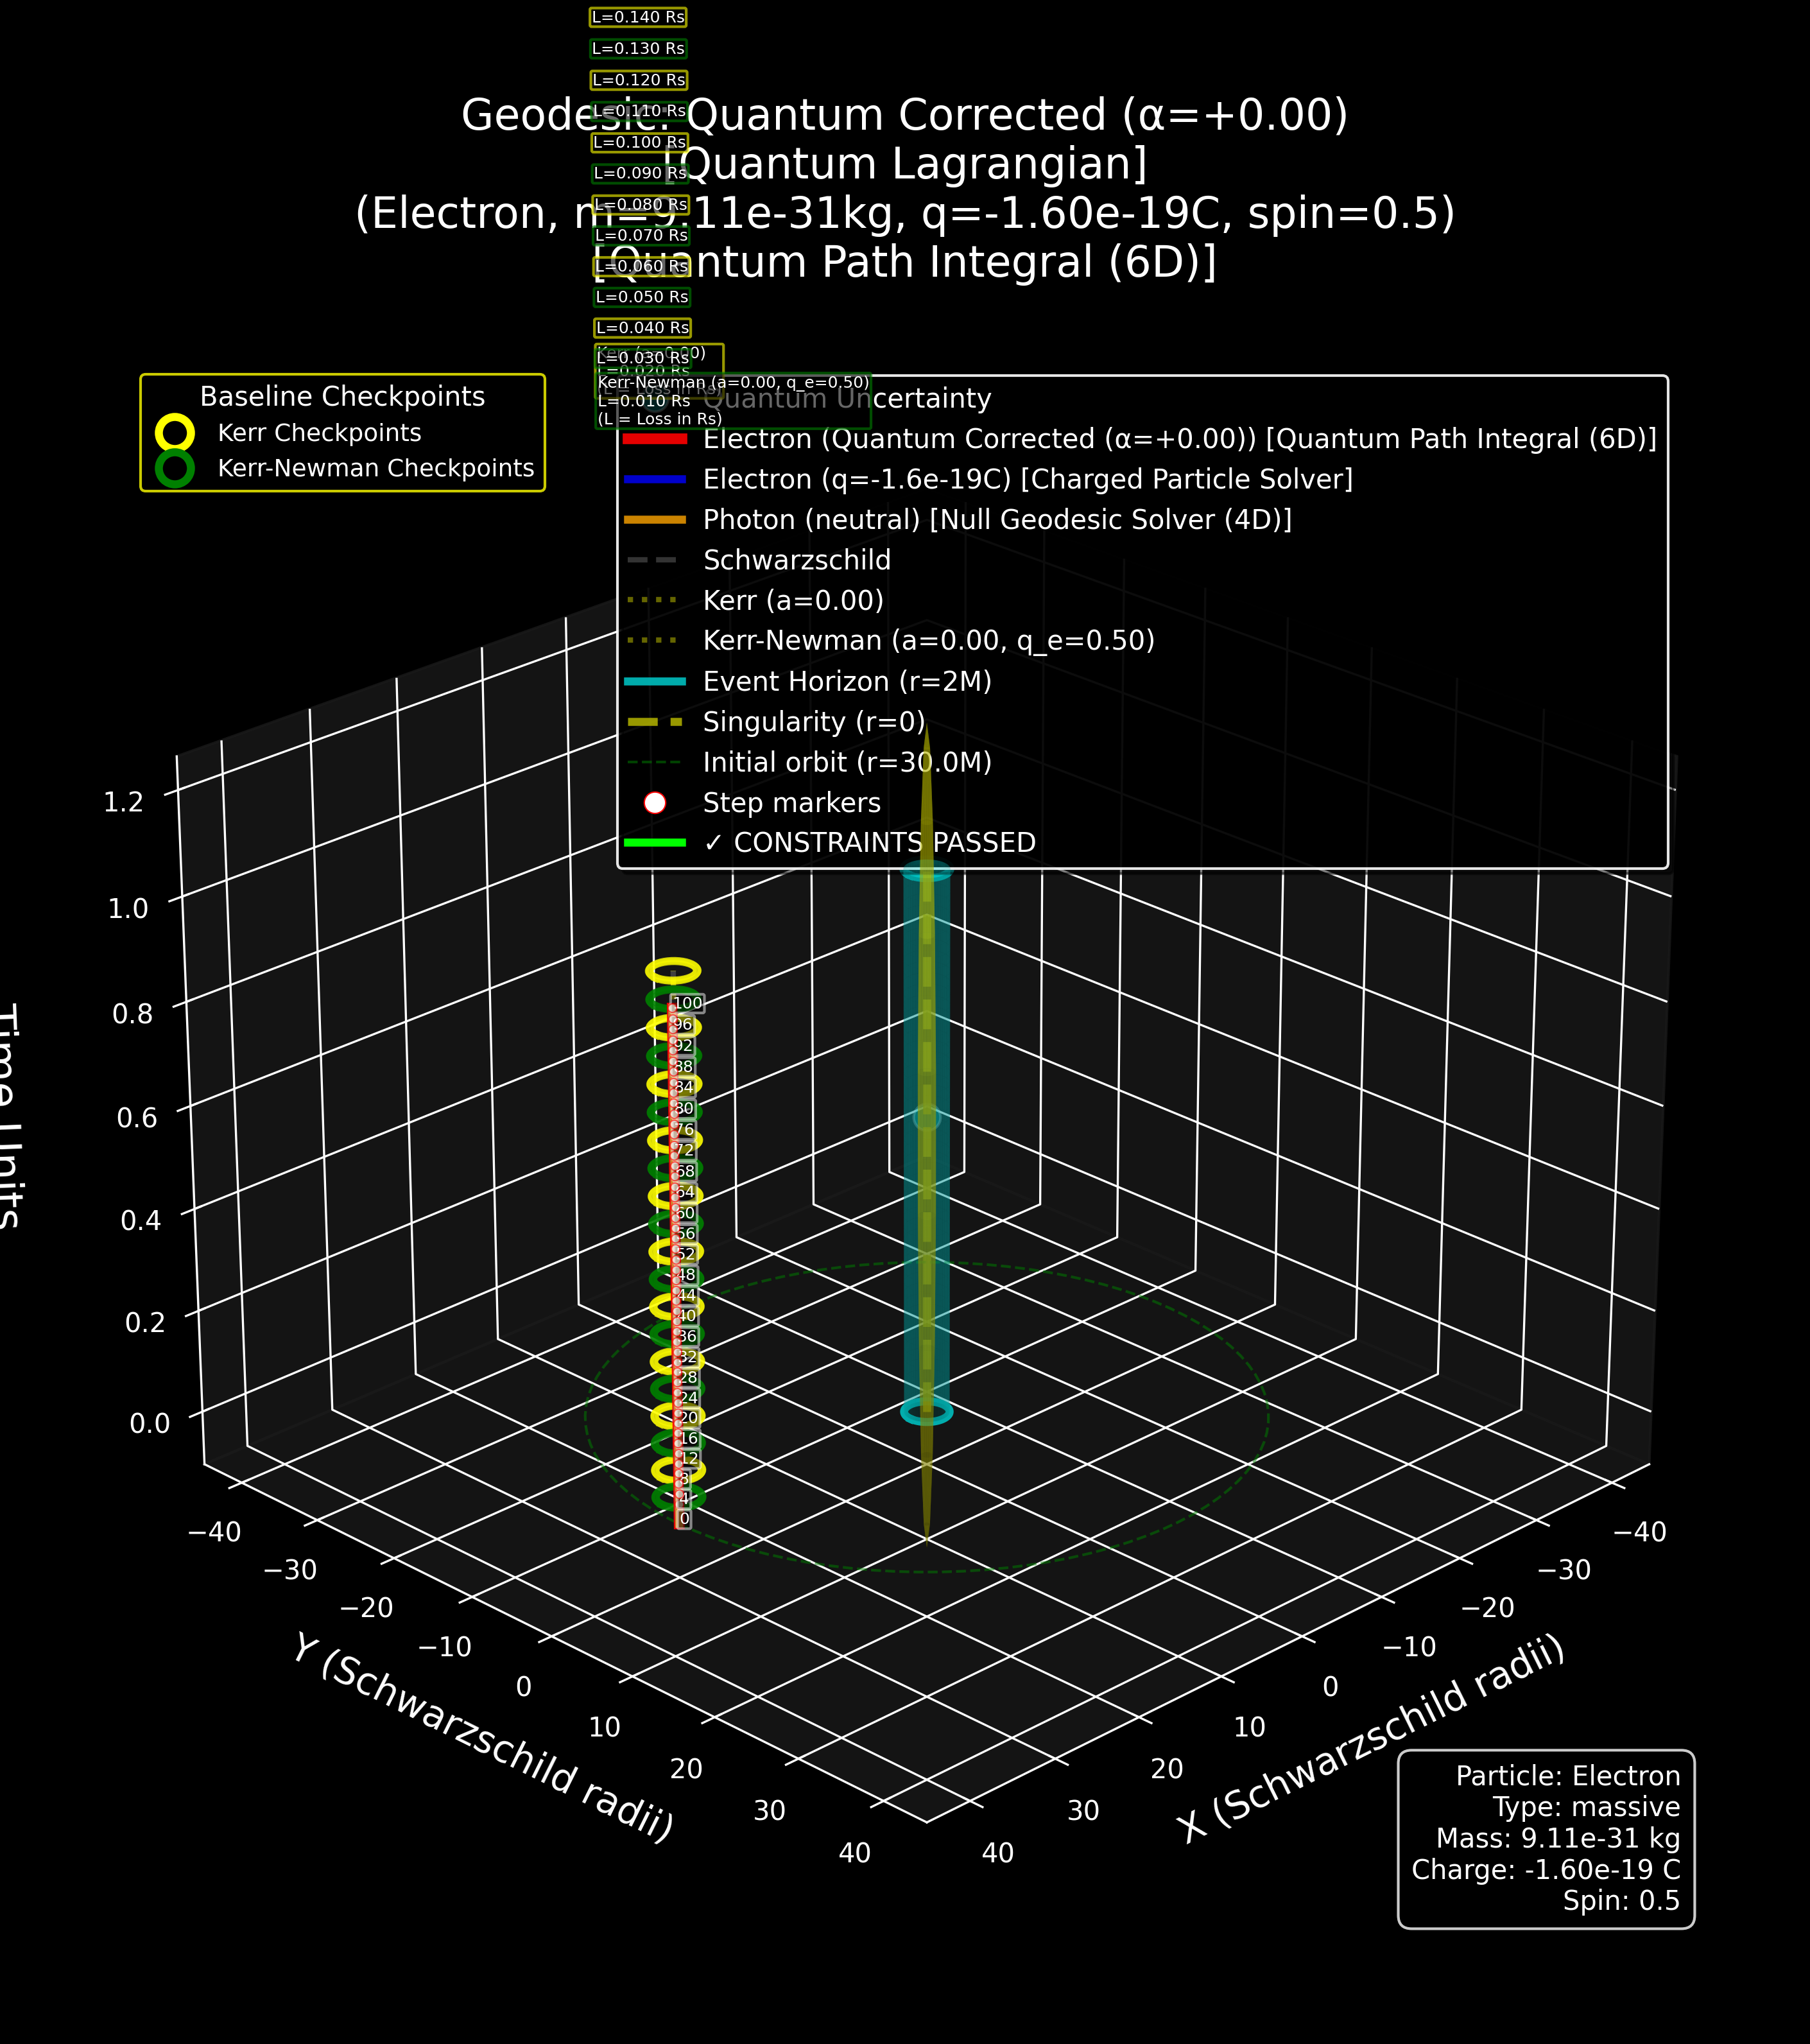 L=0.140 Rs
L=0.130 Rs
L=0.120 Rs
L=0.110 Rs
L=0.100 Rs
L=0.090 Rs
L=0.080 Rs
L=0.070 Rs
L=0.060 Rs
L=0.050 Rs
L=0.040 Rs
L=0.030 Rs
Kerr (a=0.00)
L=0.020 Rs
(L = Loss in Rs)
Kerr-Newman (a=0.00, q_e=0.50)
L=0.010 Rs
(L = Loss in Rs)
Geodesic: Quantum Corrected (α=+0.00)
[Quantum Lagrangian]
(Electron, m=9.11e-31kg, q=-1.60e-19C, spin=0.5)
[Quantum Path Integral (6D)]
Baseline Checkpoints
Kerr Checkpoints
Kerr-Newman Checkpoints
Quantum Uncertainty
Electron (Quantum Corrected (α=+0.00)) [Quantum Path Integral (6D)]
Electron (q=-1.6e-19C) [Charged Particle Solver]
Photon (neutral) [Null Geodesic Solver (4D)]
Schwarzschild
Kerr (a=0.00)
Kerr-Newman (a=0.00, q_e=0.50)
Event Horizon (r=2M)
Singularity (r=0)
Initial orbit (r=30.0M)
Step markers
✓ CONSTRAINTS PASSED
1.2
1.0
0.8
0.6
0.4
0.2
0.0
Time Units
100
96
92
88
84
80
76
72
68
64
60
56
52
48
44
40
36
32
28
24
20
16
12
8
4
0
−40
−30
−20
−10
0
10
20
30
40
Y (Schwarzschild radii)
−40
−30
−20
−10
0
10
20
30
40
X (Schwarzschild radii)
Particle: Electron
Type: massive
Mass: 9.11e-31 kg
Charge: -1.60e-19 C
Spin: 0.5